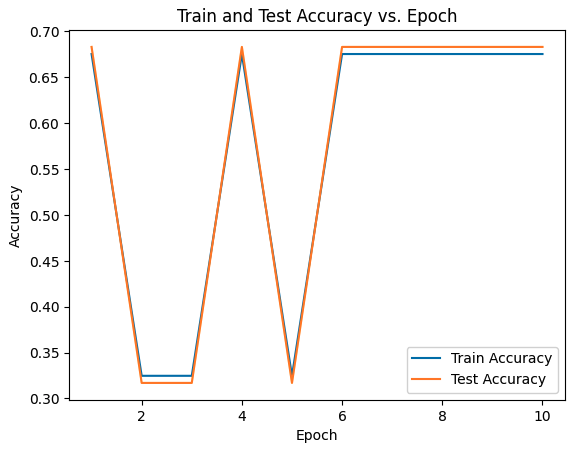 Train and Test Accuracy vs. Epoch
0.70
0.65
0.60
0.55
0.50
0.45
0.40
0.35
0.30
Accuracy
Train Accuracy
Test Accuracy
2
4
6
8
10
Epoch